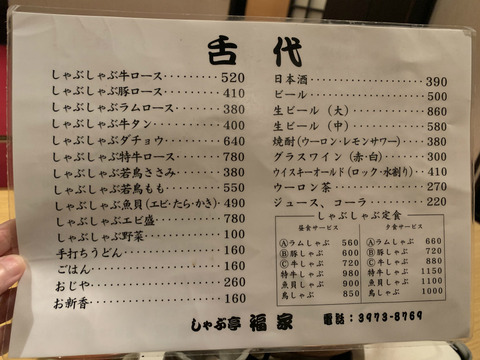 舌代
しゃぶしゃぶ牛ロース………520
しゃぶしゃぶ豚ロース………410
しゃぶしゃぶラムロース……380
しゃぶしゃぶ牛タン…………400
しゃぶしゃぶダチョウ………640
しゃぶしゃぶ特牛ロース……780
しゃぶしゃぶ若鳥ささみ……380
しゃぶしゃぶ若鳥もも………550
しゃぶしゃぶ魚貝(エビ・たら・かき)490
しゃぶしゃぶエビ盛…………780
しゃぶしゃぶ野菜……………100
手打ちうどん…………………160
ごはん…………………………160
おじや…………………………260
お新香…………………………160
日本酒…………………………390
ビール…………………………500
生ビール(大)…………………860
生ビール(中)…………………580
焼酎(ウーロン・レモンサワー)…380
グラスワイン(赤・白)………300
ウイスキーオールド(ロック・水割り)…410
ウーロン茶……………………270
ジュース、コーラ……………220
しゃぶしゃぶ定食
昼食サービス
Ⓐラムしゃぶ 560
Ⓑ豚しゃぶ 600
Ⓒ牛しゃぶ 720
特牛しゃぶ 980
魚貝しゃぶ 900
鳥しゃぶ 850
夕食サービス
Ⓐラムしゃぶ 660
Ⓑ豚しゃぶ 720
Ⓒ牛しゃぶ 880
特牛しゃぶ 1150
魚貝しゃぶ 1100
鳥しゃぶ 1000
しゃぶ亭 福家 電話:3973-8769